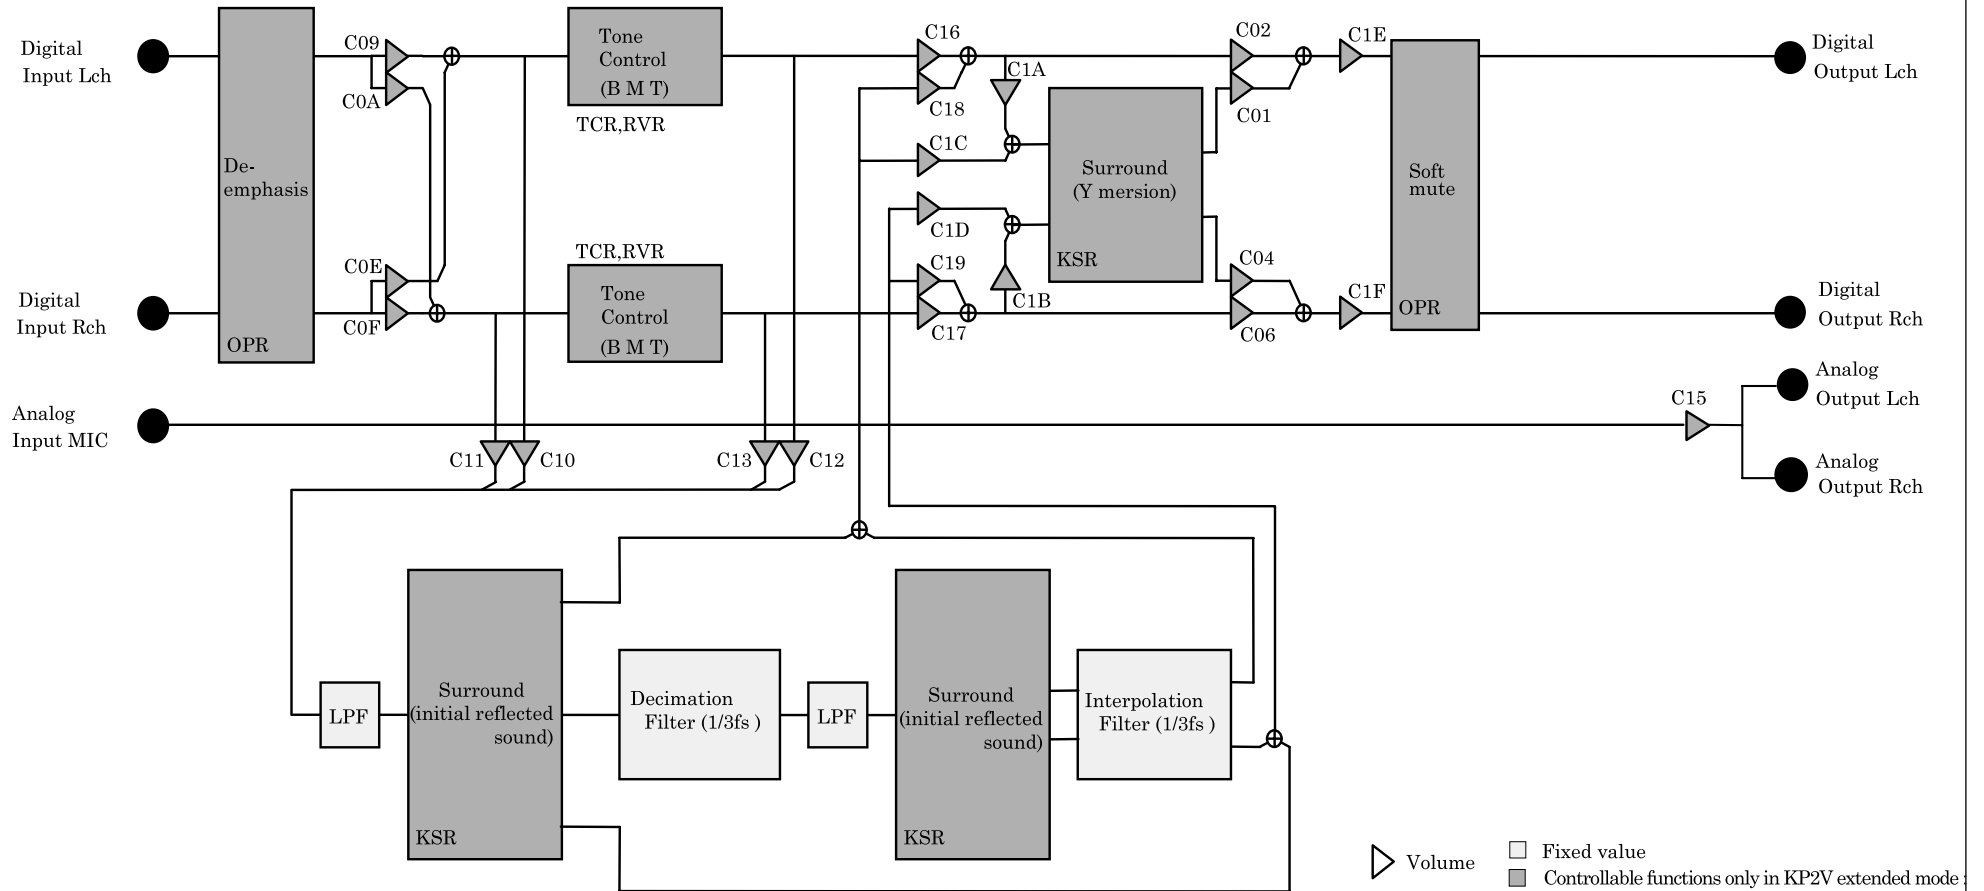 Digital
Input Lch
C09
C0A
Tone
Control
(B M T)
TCR,RVR
C16
C18
C1A
C1C
C02
C01
C1E
Digital
Output Lch
De-
emphasis
OPR
Surround
(Y mersion)
KSR
Soft
mute
OPR
C1D
C19
C1B
C17
C04
C06
C1F
TCR,RVR
Tone
Control
(B M T)
C0E
C0F
Digital
Input Rch
Digital
Output Rch
Analog
Input MIC
C15
Analog
Output Lch
Analog
Output Rch
C11
C10
C13
C12
LPF
Surround
(initial reflected
sound)
KSR
Decimation
Filter (1/3fs )
LPF
Surround
(initial reflected
sound)
KSR
Interpolation
Filter (1/3fs )
Volume
Fixed value
Controllable functions only in KP2V extended mode :